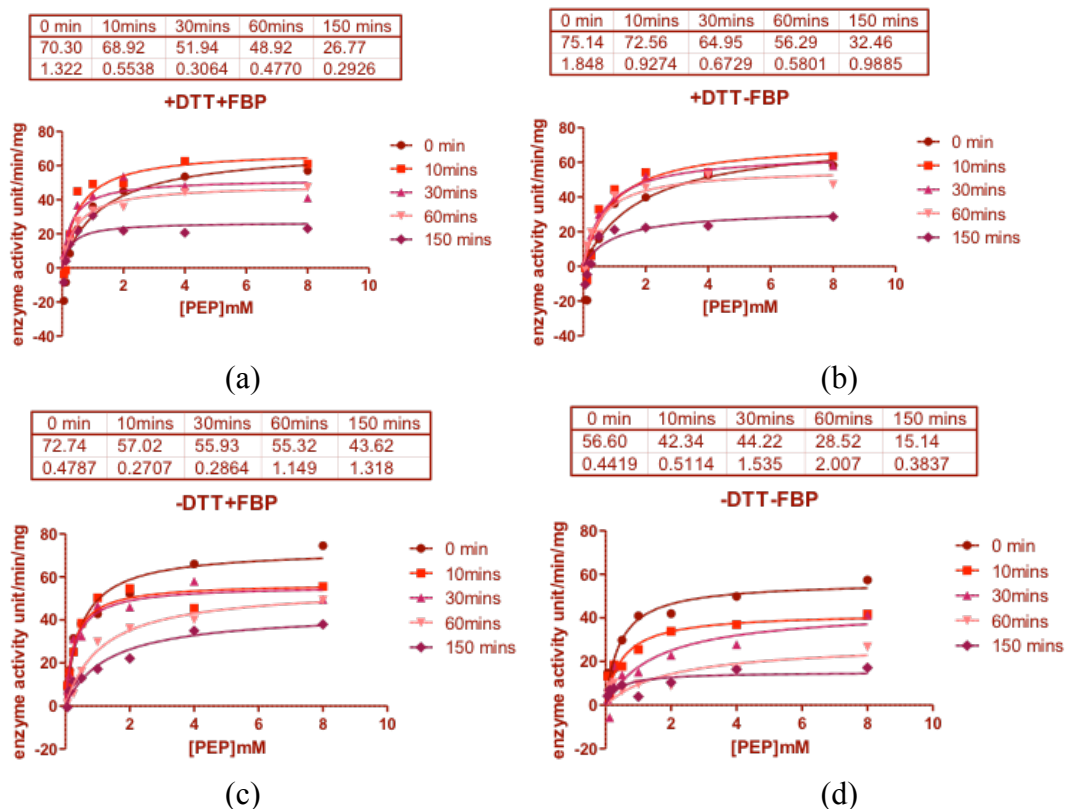 0 min 10mins 30mins 60mins 150 mins
70.30 68.92 51.94 48.92 26.77
1.322 0.5538 0.3064 0.4770 0.2926
+DTT+FBP
enzyme activity unit/min/mg
80
60
40
20
0
-20
-40
2 4 6 8 10
[PEP]mM
0 min
10mins
30mins
60mins
150 mins
(a)
0 min 10mins 30mins 60mins 150 mins
75.14 72.56 64.95 56.29 32.46
1.848 0.9274 0.6729 0.5801 0.9885
+DTT-FBP
enzyme activity unit/min/mg
80
60
40
20
0
-20
-40
2 4 6 8 10
[PEP]mM
0 min
10mins
30mins
60mins
150 mins
(b)
0 min 10mins 30mins 60mins 150 mins
72.74 57.02 55.93 55.32 43.62
0.4787 0.2707 0.2864 1.149 1.318
-DTT+FBP
enzyme activity unit/min/mg
80
60
40
20
0
-20
2 4 6 8 10
[PEP]mM
0 min
10mins
30mins
60mins
150 mins
(c)
0 min 10mins 30mins 60mins 150 mins
56.60 42.34 44.22 28.52 15.14
0.4419 0.5114 1.535 2.007 0.3837
-DTT-FBP
enzyme activity unit/min/mg
80
60
40
20
0
-20
2 4 6 8 10
[PEP]mM
0 min
10mins
30mins
60mins
150 mins
(d)